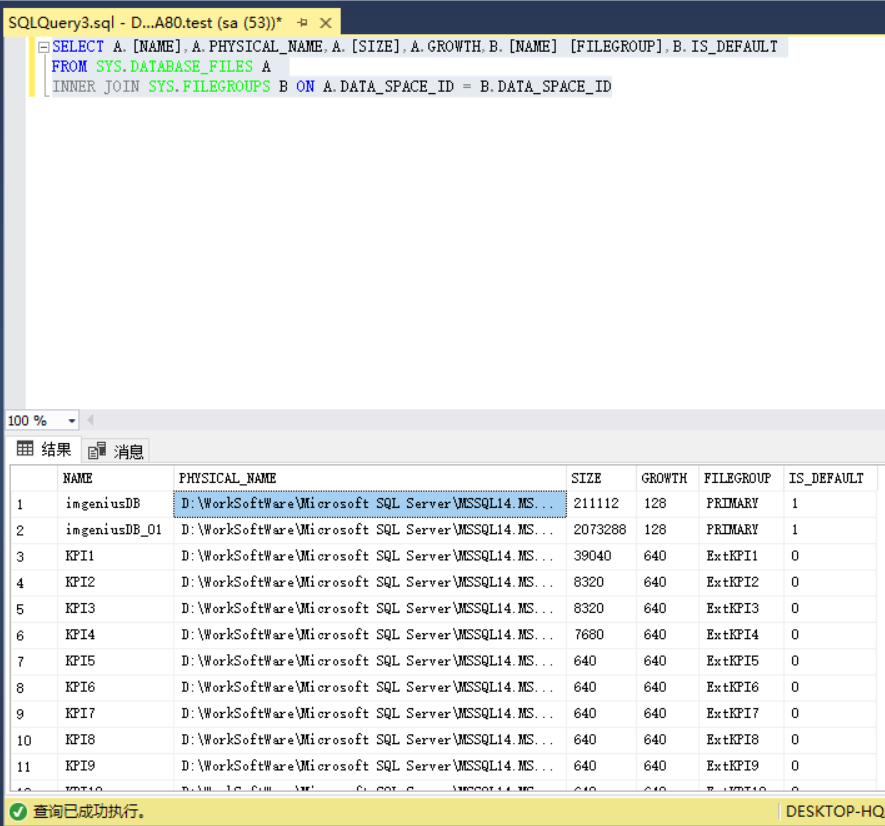 SQLQuery3.sql - D...A80.test (sa (53))*
SELECT A.[NAME],A.PHYSICAL_NAME,A.[SIZE],A.GROWTH,B.[NAME] [FILEGROUP],B.IS_DEFAULT
FROM SYS.DATABASE_FILES A
INNER JOIN SYS.FILEGROUPS B ON A.DATA_SPACE_ID = B.DATA_SPACE_ID
100 %
结果 消息
NAME PHYSICAL_NAME SIZE GROWTH FILEGROUP IS_DEFAULT
1 imgeniusDB D:\WorkSoftWare\Microsoft SQL Server\MSSQL14.MS... 211112 128 PRIMARY 1
2 imgeniusDB_01 D:\WorkSoftWare\Microsoft SQL Server\MSSQL14.MS... 2073288 128 PRIMARY 1
3 KPI1 D:\WorkSoftWare\Microsoft SQL Server\MSSQL14.MS... 39040 640 ExtKPI1 0
4 KPI2 D:\WorkSoftWare\Microsoft SQL Server\MSSQL14.MS... 8320 640 ExtKPI2 0
5 KPI3 D:\WorkSoftWare\Microsoft SQL Server\MSSQL14.MS... 8320 640 ExtKPI3 0
6 KPI4 D:\WorkSoftWare\Microsoft SQL Server\MSSQL14.MS... 7680 640 ExtKPI4 0
7 KPI5 D:\WorkSoftWare\Microsoft SQL Server\MSSQL14.MS... 640 640 ExtKPI5 0
8 KPI6 D:\WorkSoftWare\Microsoft SQL Server\MSSQL14.MS... 640 640 ExtKPI6 0
9 KPI7 D:\WorkSoftWare\Microsoft SQL Server\MSSQL14.MS... 640 640 ExtKPI7 0
10 KPI8 D:\WorkSoftWare\Microsoft SQL Server\MSSQL14.MS... 640 640 ExtKPI8 0
11 KPI9 D:\WorkSoftWare\Microsoft SQL Server\MSSQL14.MS... 640 640 ExtKPI9 0
查询已成功执行。 DESKTOP-HQ